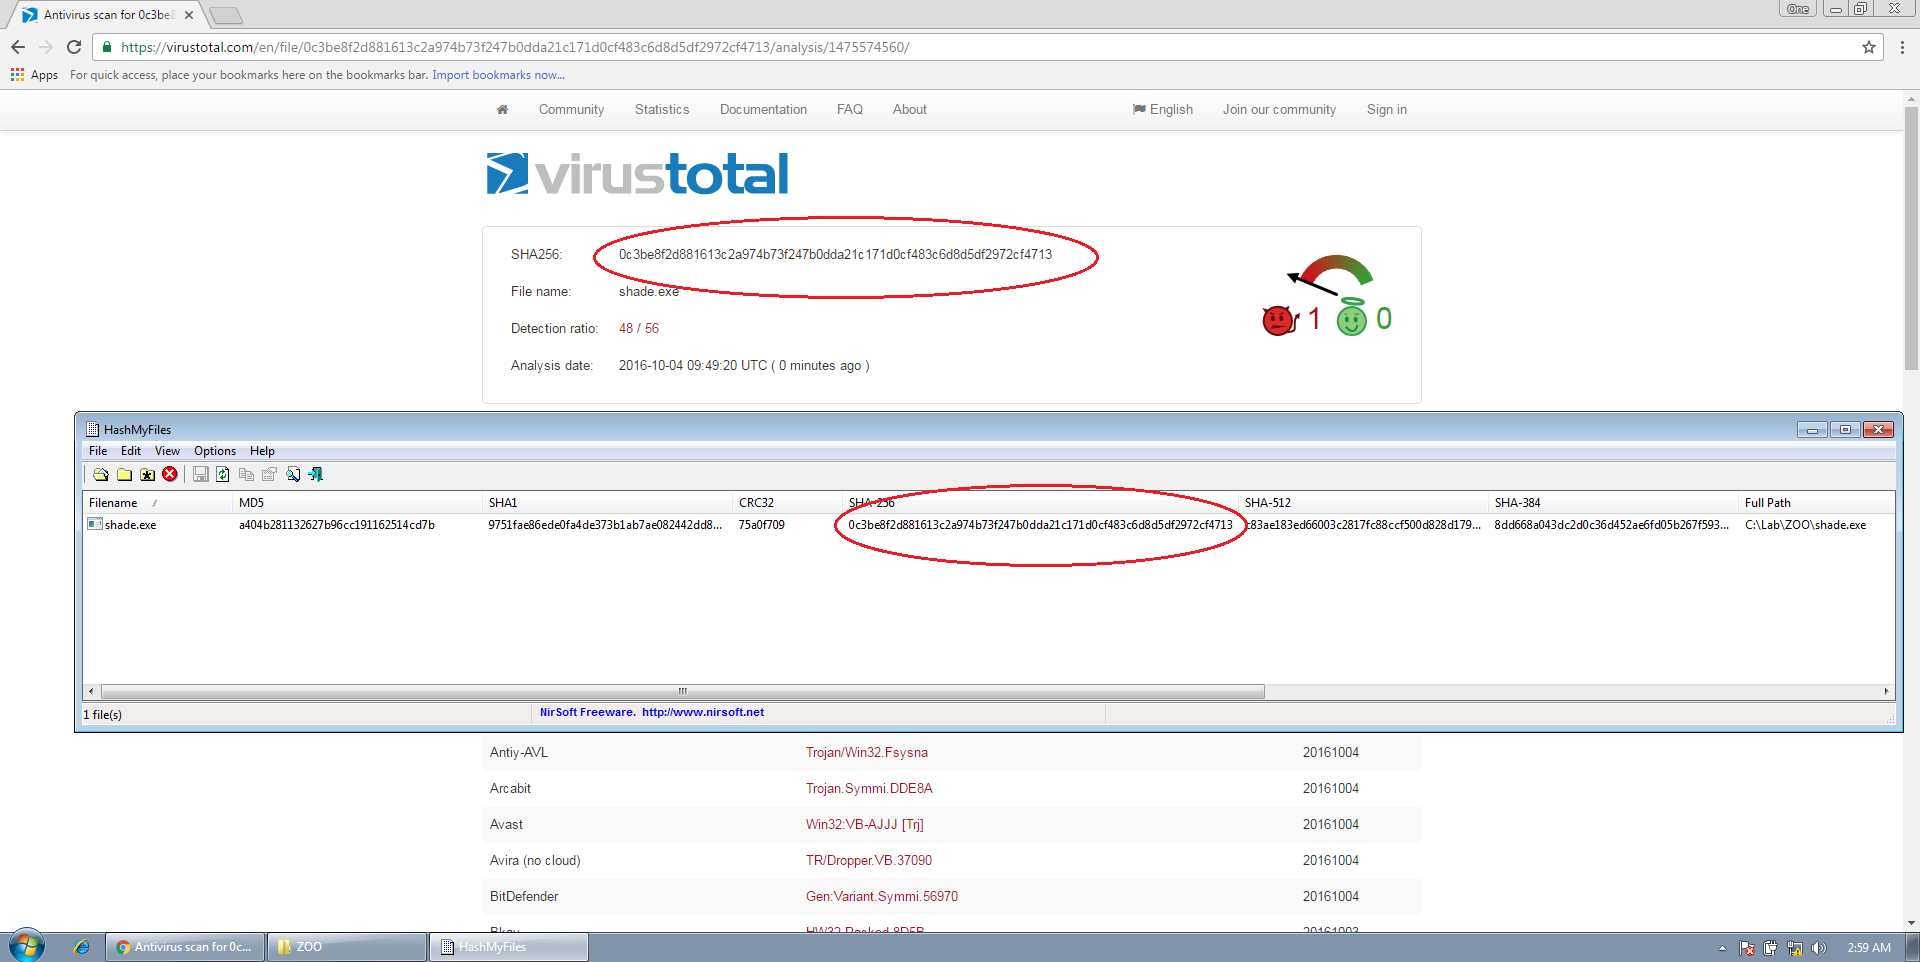 Antivirus scan for 0c3be8
One
https://virustotal.com/en/file/0c3be8f2d881613c2a974b73f247b0dda21c171d0cf483c6d8d5df2972cf4713/analysis/1475574560/
Apps For quick access, place your bookmarks here on the bookmarks bar. Import bookmarks now...
Community Statistics Documentation FAQ About English Join our community Sign in
virustotal
SHA256: 0c3be8f2d881613c2a974b73f247b0dda21c171d0cf483c6d8d5df2972cf4713
File name: shade.exe
Detection ratio: 48 / 56
1 0
Analysis date: 2016-10-04 09:49:20 UTC ( 0 minutes ago )
HashMyFiles
File Edit View Options Help
Filename / MD5 SHA1 CRC32 SHA-256 SHA-512 SHA-384 Full Path
shade.exe a404b281132627b96cc191162514cd7b 9751fae86ede0fa4de373b1ab7ae082442dd8... 75a0f709 0c3be8f2d881613c2a974b73f247b0dda21c171d0cf483c6d8d5df2972cf4713 c83ae183ed66003c2817fc88ccf500d828d179... 8dd668a043dc2d0c36d452ae6fd05b267f593... C:\Lab\ZOO\shade.exe
1 file(s) NirSoft Freeware. http://www.nirsoft.net
Antiy-AVL Trojan/Win32.Fsysna 20161004
Arcabit Trojan.Symmi.DDE8A 20161004
Avast Win32:VB-AJJJ [Trj] 20161004
Avira (no cloud) TR/Dropper.VB.37090 20161004
BitDefender Gen:Variant.Symmi.56970 20161004
Bkav HW32.Packed.8D5B 20161003
Antivirus scan for 0c... ZOO HashMyFiles 2:59 AM